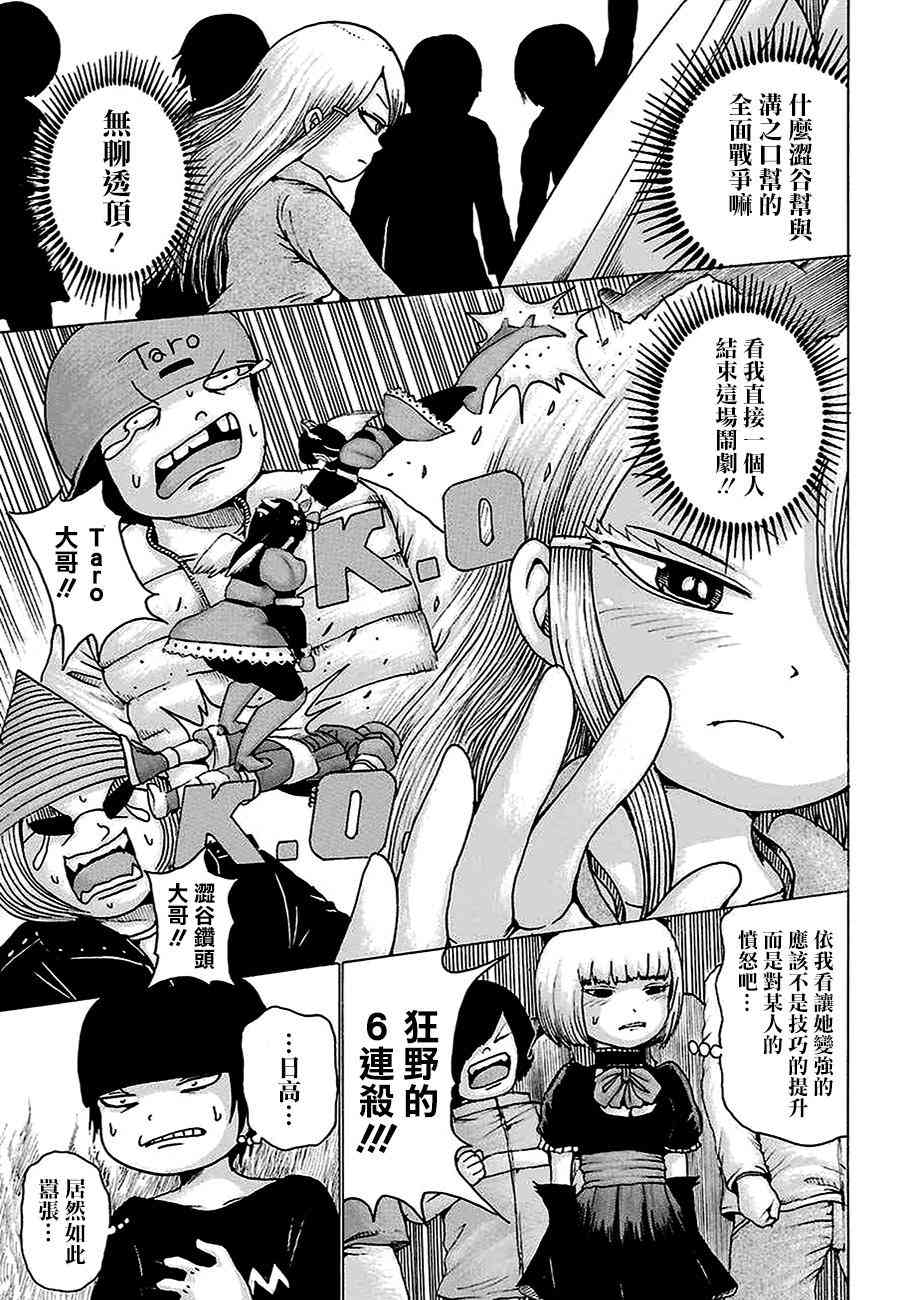 什麼澀谷幫與
溝之口幫的
全面戰爭嘛
無聊透頂！
看我直接一個人
結束這場鬧劇!!
Taro
K.O
Taro
大哥!!
K.O.
澀谷鑽頭
大哥!!
依我看讓她變強的
應該不是技巧的提升
而是對某人的
憤怒吧…
狂野的
6連殺!!!
…日高…
居然如此
囂張…